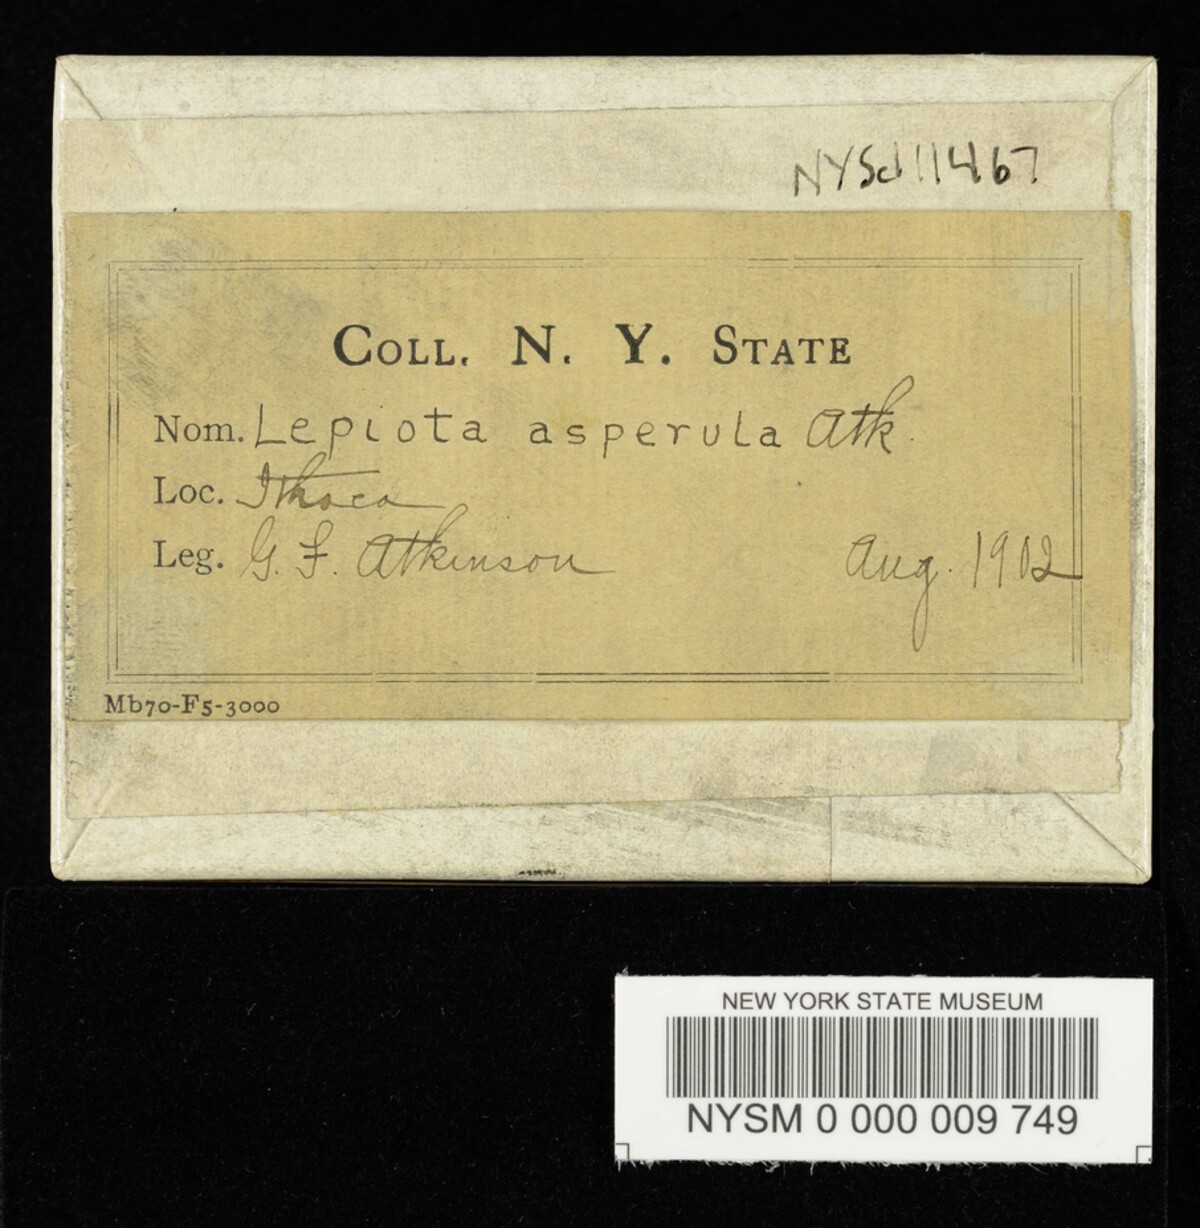 NYSd11467
COLL. N. Y. STATE
Nom. Lepiota asperula Atk.
Loc. Ithaca
Leg. G. F. Atkinson Aug. 1902
Mb70-F5-3000
NEW YORK STATE MUSEUM
NYSM 0 000 009 749